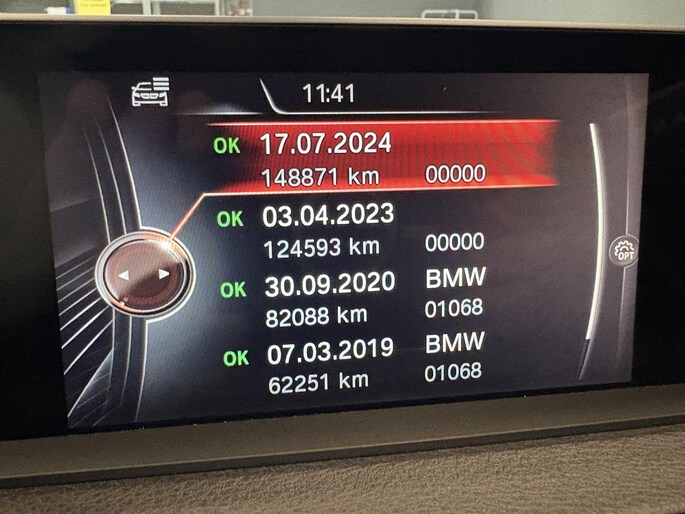 11:41
OK 17.07.2024
148871 km 00000
OK 03.04.2023
124593 km 00000
OK 30.09.2020 BMW
82088 km 01068
OK 07.03.2019 BMW
62251 km 01068
OPT